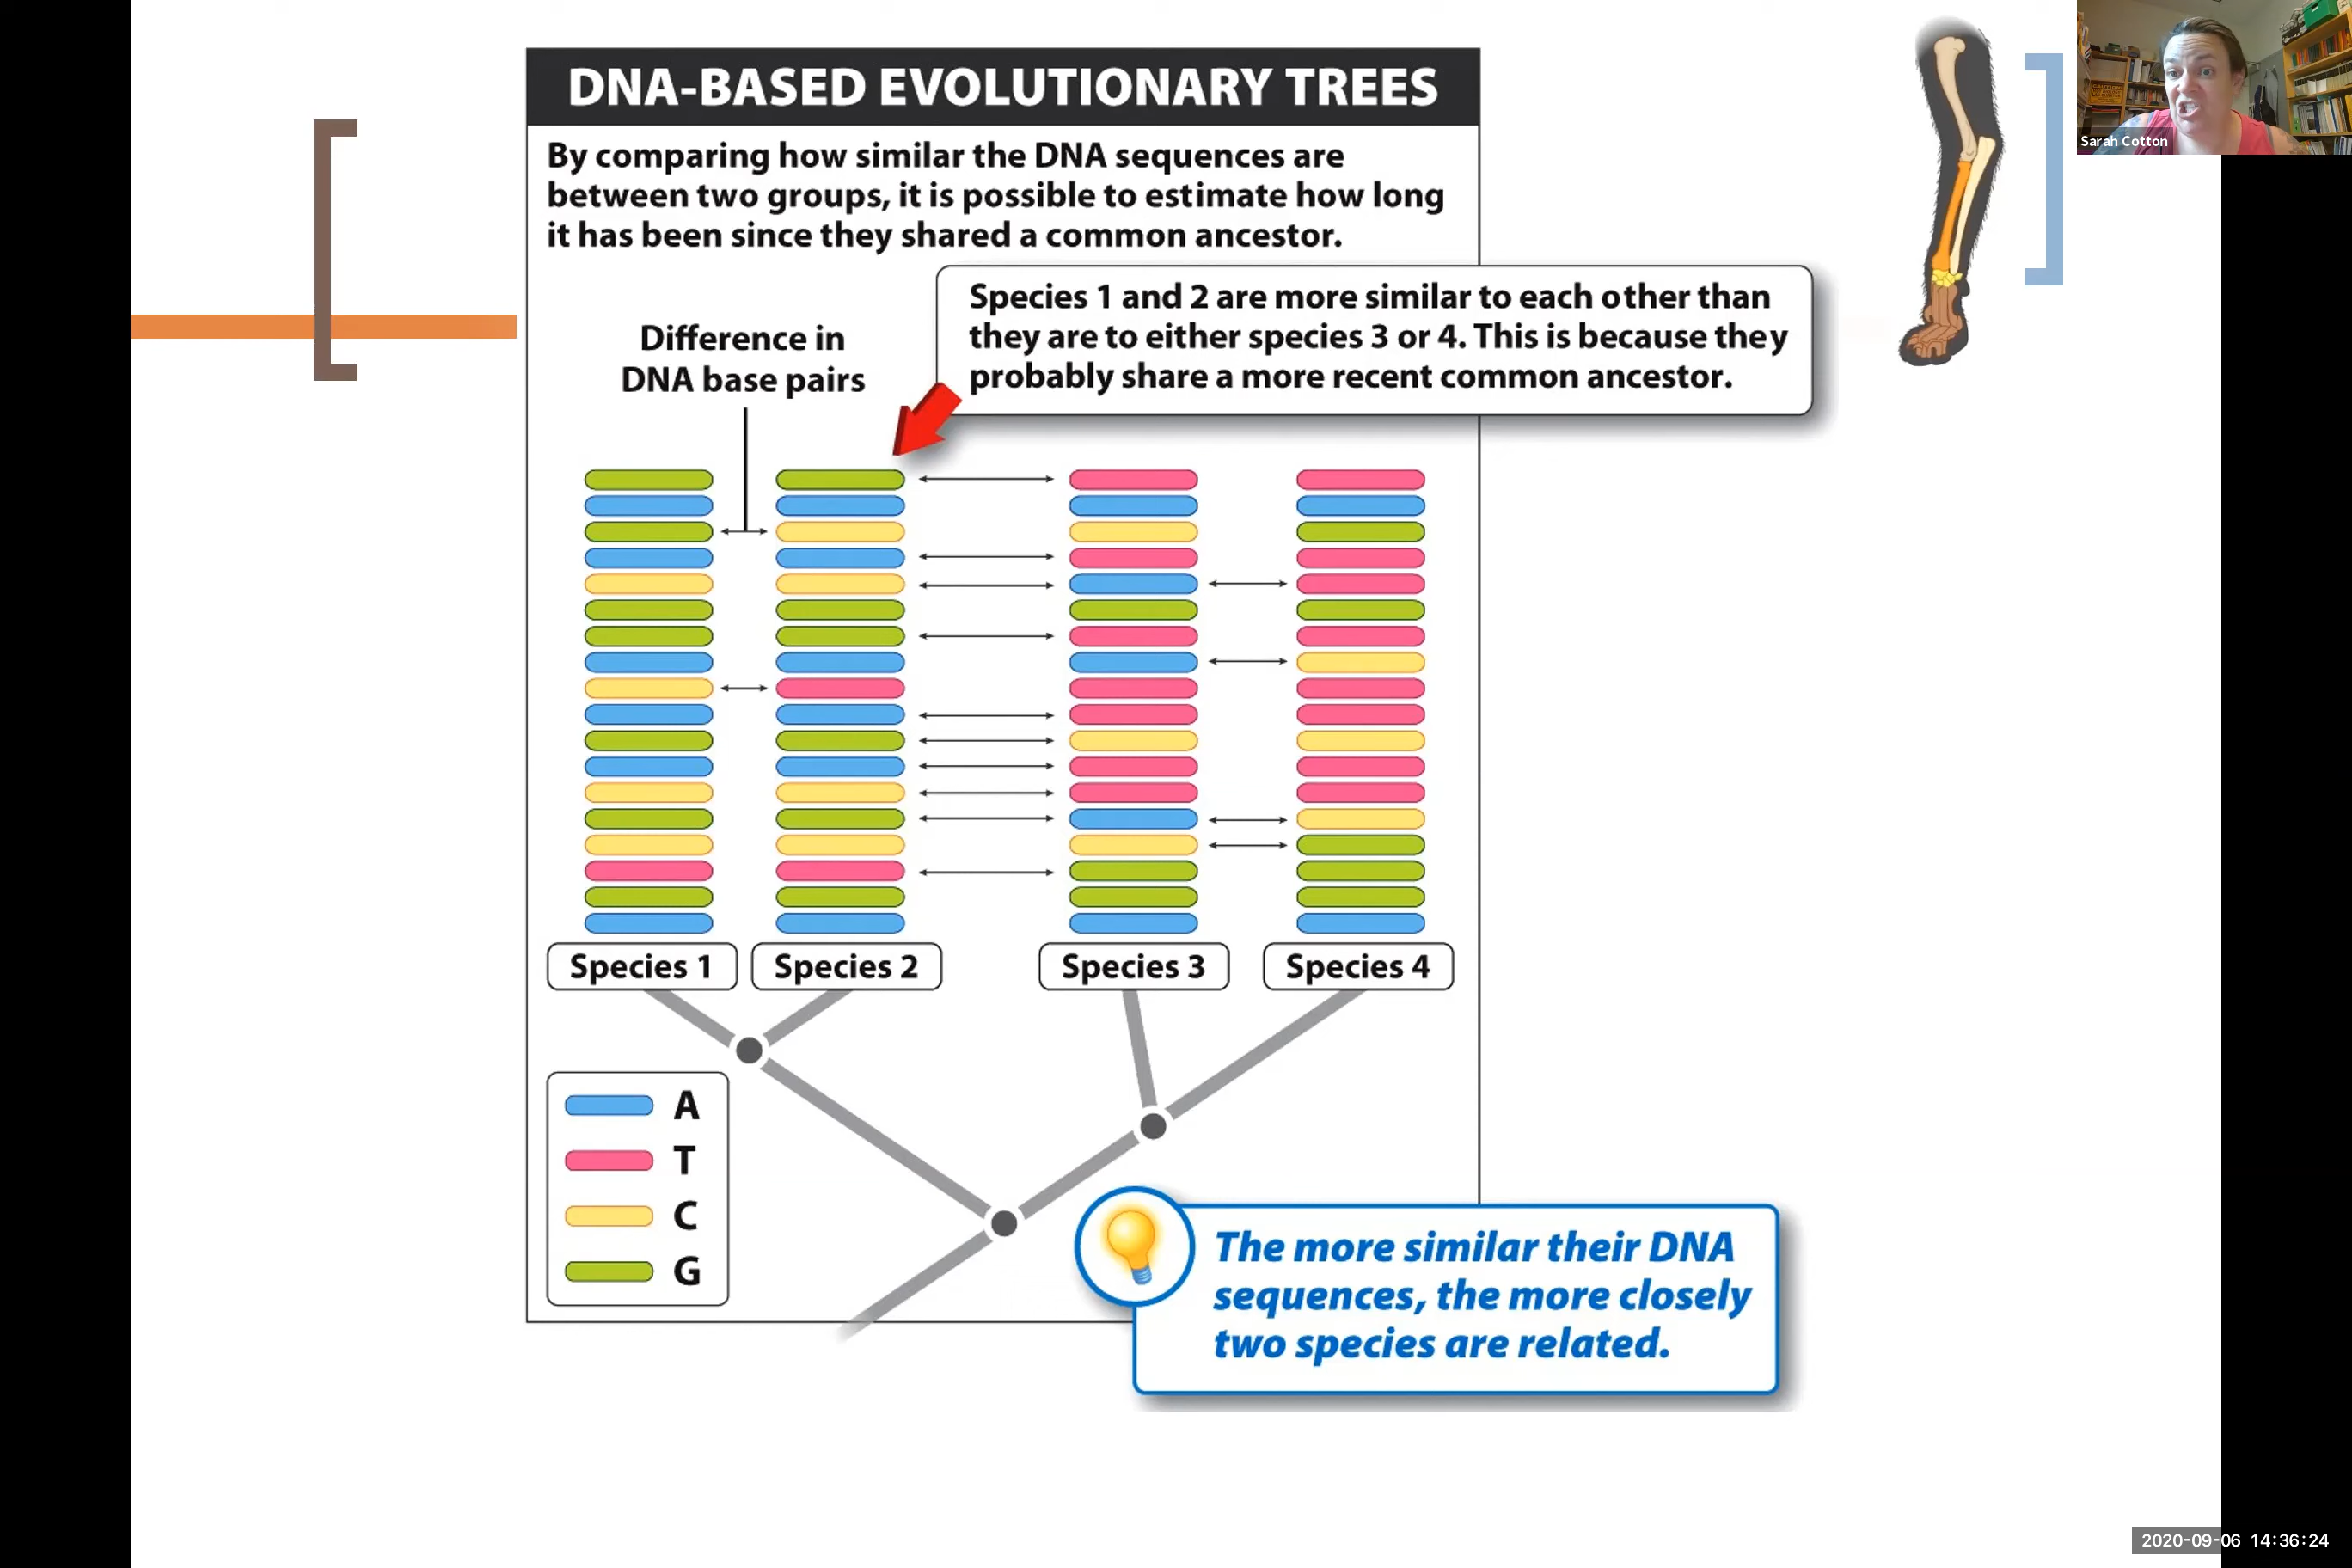 DNA-BASED EVOLUTIONARY TREES
By comparing how similar the DNA sequences are
between two groups, it is possible to estimate how long
it has been since they shared a common ancestor.
Species 1 and 2 are more similar to each other than
they are to either species 3 or 4. This is because they
probably share a more recent common ancestor.
Difference in
DNA base pairs
Species 1
Species 2
Species 3
Species 4
A
T
C
G
The more similar their DNA
sequences, the more closely
two species are related.
Sarah Cotton
2020-09-06 14:36:24